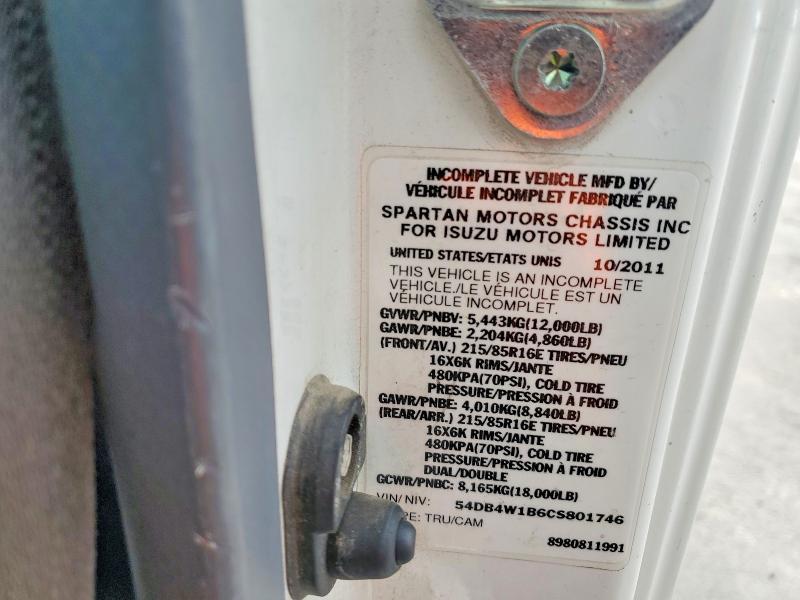 INCOMPLETE VEHICLE MFD BY/
VÉHICULE INCOMPLET FABRIQUÉ PAR
SPARTAN MOTORS CHASSIS INC
FOR ISUZU MOTORS LIMITED
UNITED STATES/ETATS UNIS 10/2011
THIS VEHICLE IS AN INCOMPLETE
VEHICLE./LE VÉHICULE EST UN
VÉHICULE INCOMPLET.
GVWR/PNBV: 5,443KG(12,000LB)
GAWR/PNBE: 2,204KG(4,860LB)
(FRONT/AV.) 215/85R16E TIRES/PNEU
16X6K RIMS/JANTE
480KPA(70PSI), COLD TIRE
PRESSURE/PRESSION À FROID
GAWR/PNBE: 4,010KG(8,840LB)
(REAR/ARR.) 215/85R16E TIRES/PNEU
16X6K RIMS/JANTE
480KPA(70PSI), COLD TIRE
PRESSURE/PRESSION À FROID
DUAL/DOUBLE
GCWR/PNBC: 8,165KG(18,000LB)
VIN/ NIV: 54DB4W1B6CS801746
PE: TRU/CAM
8980811991